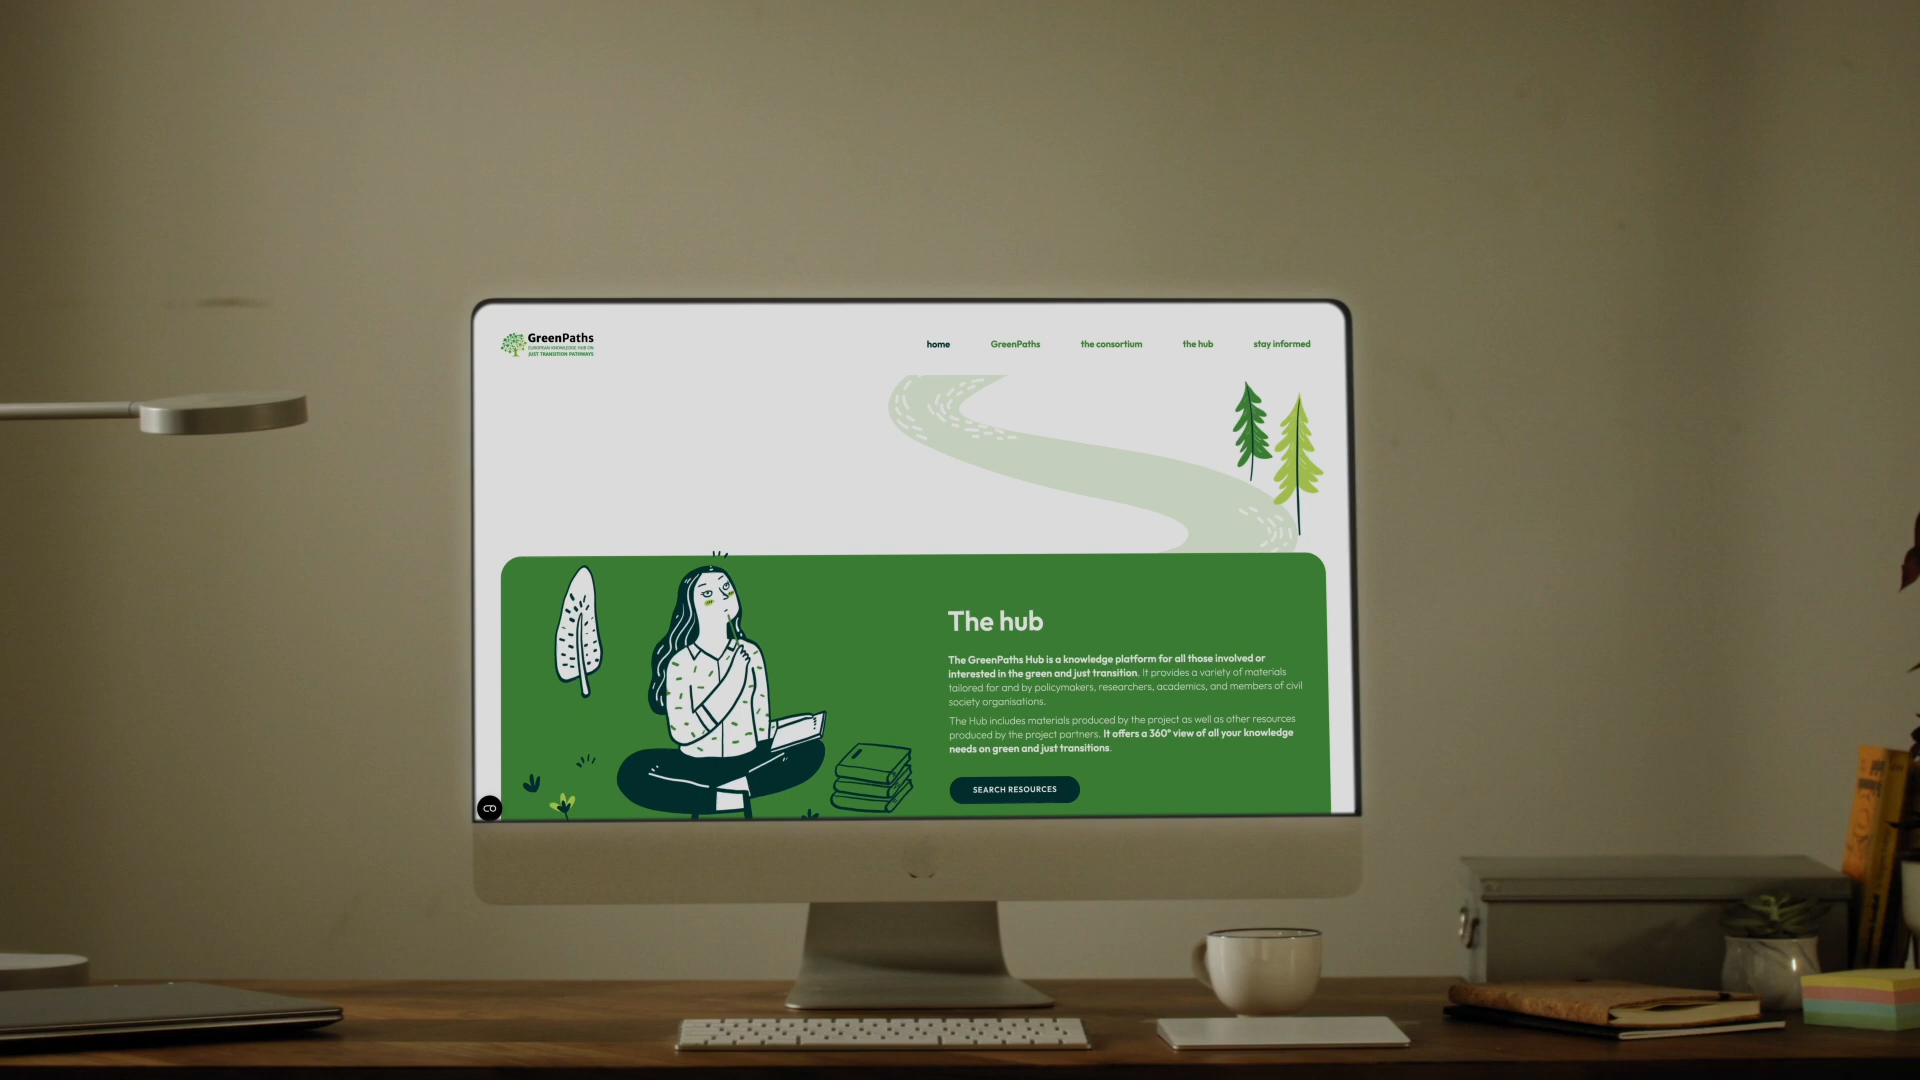 GreenPaths
EUROPEAN KNOWLEDGE HUB ON
JUST TRANSITION PATHWAYS
home GreenPaths the consortium the hub stay informed
The hub
The GreenPaths Hub is a knowledge platform for all those involved or
interested in the green and just transition. It provides a variety of materials
tailored for and by policymakers, researchers, academics, and members of civil
society organisations.
The Hub includes materials produced by the project as well as other resources
produced by the project partners. It offers a 360° view of all your knowledge
needs on green and just transitions.
SEARCH RESOURCES